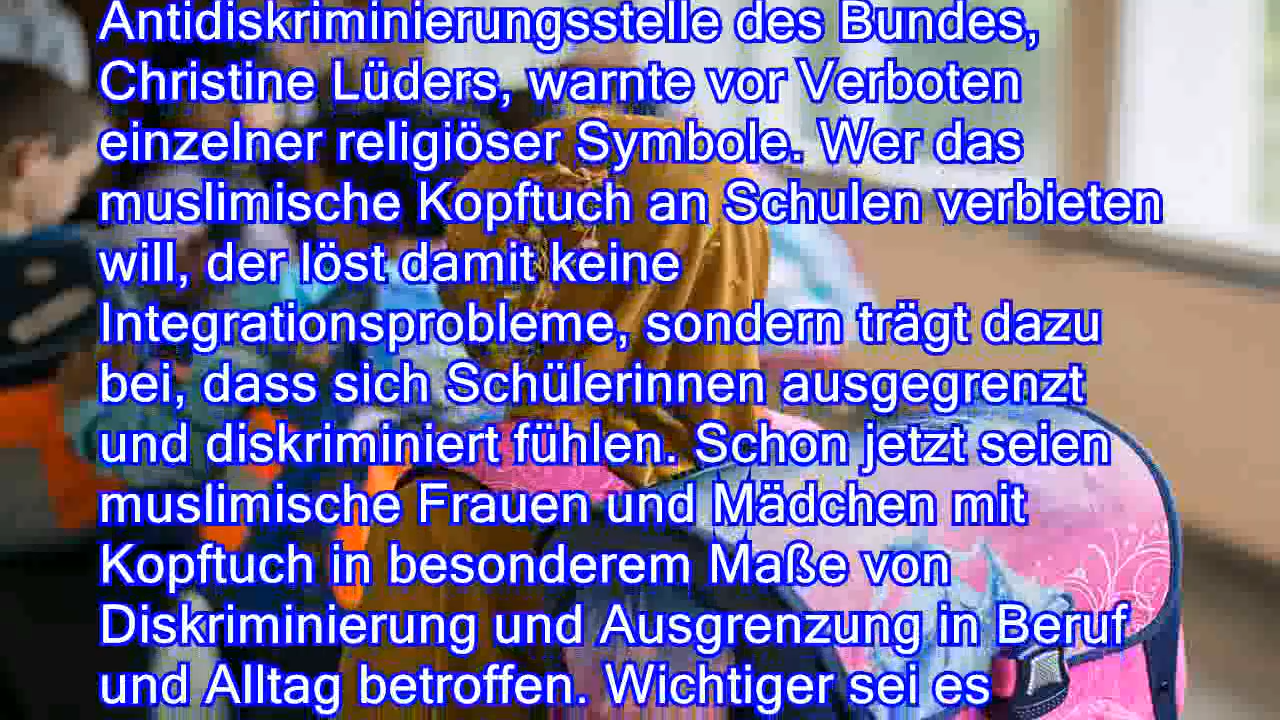 Antidiskriminierungsstelle des Bundes,
Christine Lüders, warnte vor Verboten
einzelner religiöser Symbole. Wer das
muslimische Kopftuch an Schulen verbieten
will, der löst damit keine
Integrationsprobleme, sondern trägt dazu
bei, dass sich Schülerinnen ausgegrenzt
und diskriminiert fühlen. Schon jetzt seien
muslimische Frauen und Mädchen mit
Kopftuch in besonderem Maße von
Diskriminierung und Ausgrenzung in Beruf
und Alltag betroffen. Wichtiger sei es